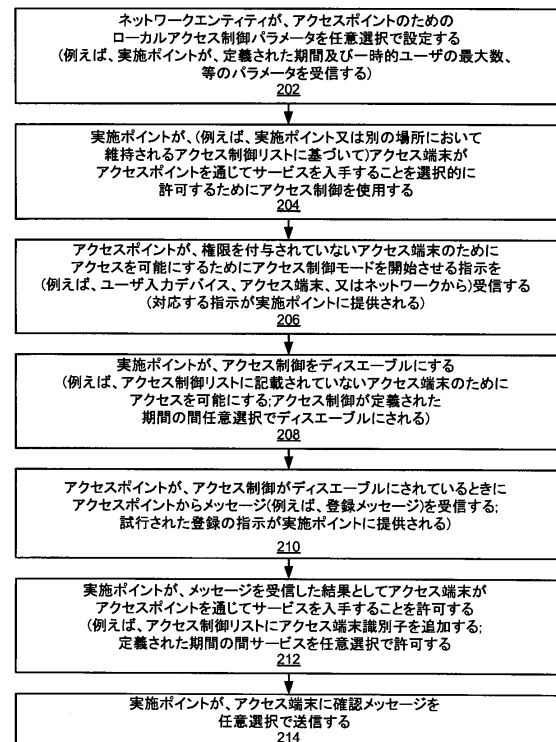 ネットワークエンティティが、アクセスポイントのための
ローカルアクセス制御パラメータを任意選択で設定する
(例えば、実施ポイントが、定義された期間及び一時的ユーザの最大数、
等のパラメータを受信する)
202
実施ポイントが、(例えば、実施ポイント又は別の場所において
維持されるアクセス制御リストに基づいて)アクセス端末が
アクセスポイントを通じてサービスを入手することを選択的に
許可するためにアクセス制御を使用する
204
アクセスポイントが、権限を付与されていないアクセス端末のために
アクセスを可能にするためにアクセス制御モードを開始させる指示を
(例えば、ユーザ入力デバイス、アクセス端末、又はネットワークから)受信する
(対応する指示が実施ポイントに提供される)
206
実施ポイントが、アクセス制御をディスエーブルにする
(例えば、アクセス制御リストに記載されていないアクセス端末のために
アクセスを可能にする;アクセス制御が定義された
期間の間任意選択でディスエーブルにされる)
208
アクセスポイントが、アクセス制御がディスエーブルにされているときに
アクセスポイントからメッセージ(例えば、登録メッセージ)を受信する;
試行された登録の指示が実施ポイントに提供される)
210
実施ポイントが、メッセージを受信した結果としてアクセス端末が
アクセスポイントを通じてサービスを入手することを許可する
(例えば、アクセス制御リストにアクセス端末識別子を追加する;
定義された期間の間サービスを任意選択で許可する
212
実施ポイントが、アクセス端末に確認メッセージを
任意選択で送信する
214